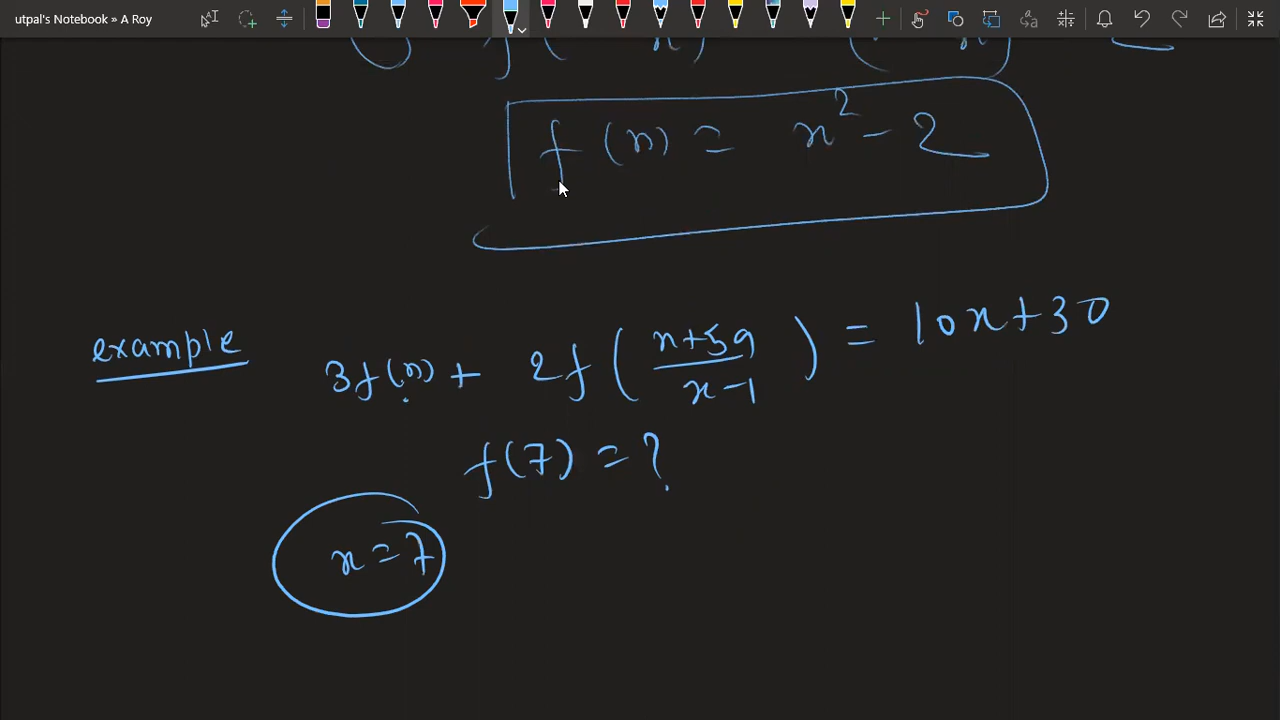 utpal's Notebook » A Roy
f(x) = x² - 2
example 3f(x) + 2f((x+59)/(x-1)) = 10x+30
f(7) = ?
x = 7